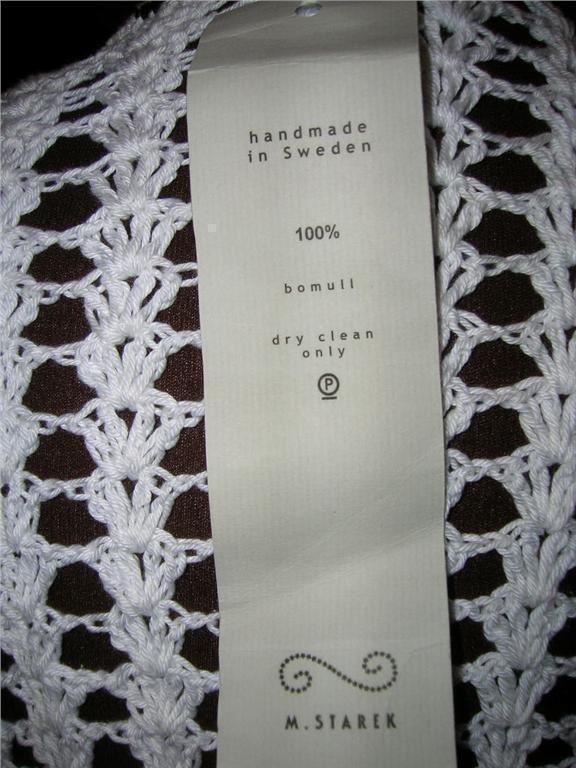 handmade
in Sweden
100%
bomull
dry clean
only
P
M.STAREK